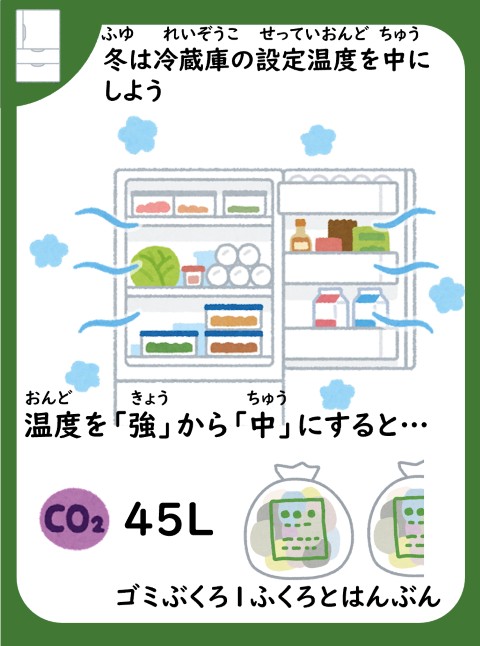 ふゆ れいぞうこ せっていおんど ちゅう
冬は冷蔵庫の設定温度を中に
しよう
おんど きょう ちゅう
温度を「強」から「中」にすると…
CO2 45L
ゴミぶくろ1ふくろとはんぶん